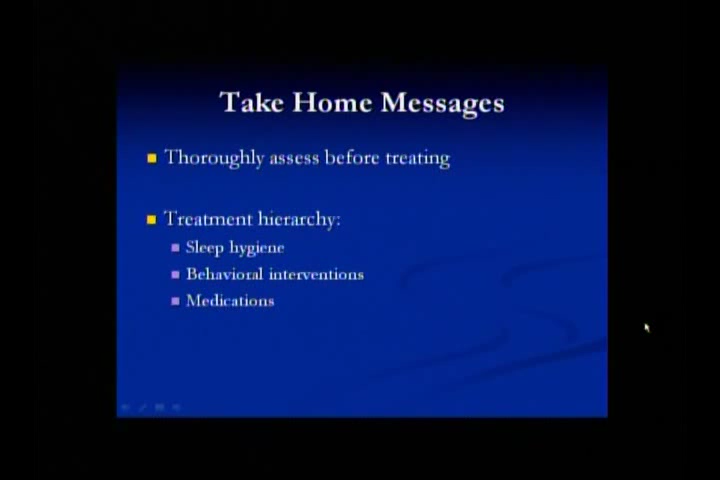 Take Home Messages
Thoroughly assess before treating
Treatment hierarchy:
Sleep hygiene
Behavioral interventions
Medications